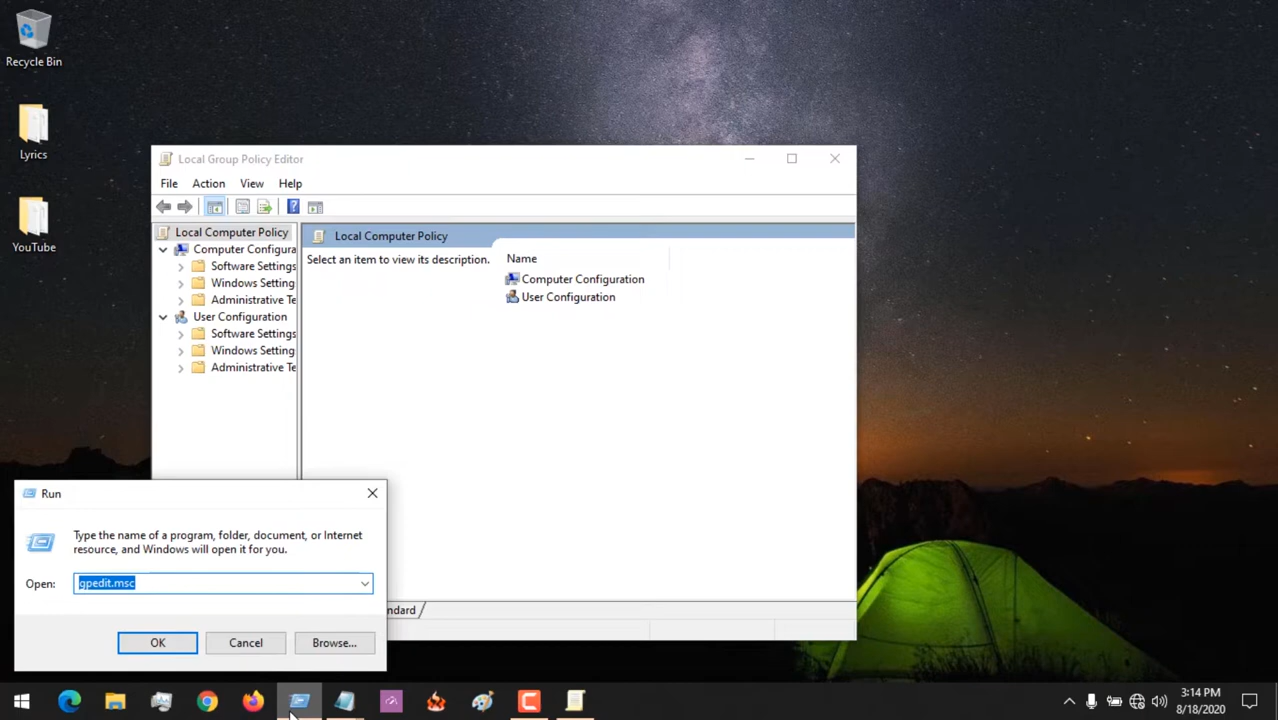 Recycle Bin
Lyrics
YouTube
Local Group Policy Editor
File Action View Help
Local Computer Policy
Computer Configura
Software Settings
Windows Setting
Administrative Te
User Configuration
Software Settings
Windows Setting
Administrative Te
Local Computer Policy
Select an item to view its description.
Name
Computer Configuration
User Configuration
ndard
Run
Type the name of a program, folder, document, or Internet
resource, and Windows will open it for you.
Open: gpedit.msc
OK Cancel Browse...
3:14 PM
8/18/2020